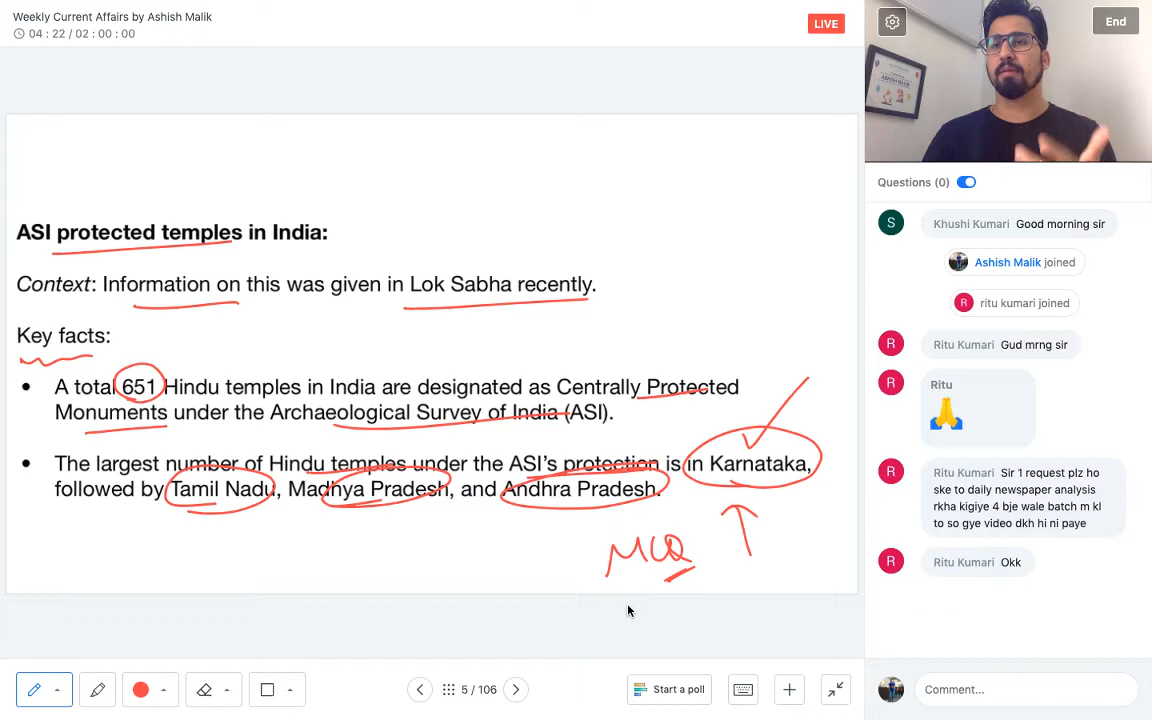 Weekly Current Affairs by Ashish Malik
04 : 22 / 02 : 00 : 00
LIVE
End
ASI protected temples in India:
Context: Information on this was given in Lok Sabha recently.
Key facts:
• A total 651 Hindu temples in India are designated as Centrally Protected
Monuments under the Archaeological Survey of India (ASI).
• The largest number of Hindu temples under the ASI's protection is in Karnataka,
followed by Tamil Nadu, Madhya Pradesh, and Andhra Pradesh.
MCQ
Questions (0)
S
Khushi Kumari Good morning sir
Ashish Malik joined
R
ritu kumari joined
R
Ritu Kumari Gud mrng sir
R
Ritu
🙏
R
Ritu Kumari Sir 1 request plz ho
ske to daily newspaper analysis
rkha kigiye 4 bje wale batch m kl
to so gye video dkh hi ni paye
R
Ritu Kumari Okk
5 / 106
Start a poll
Comment...